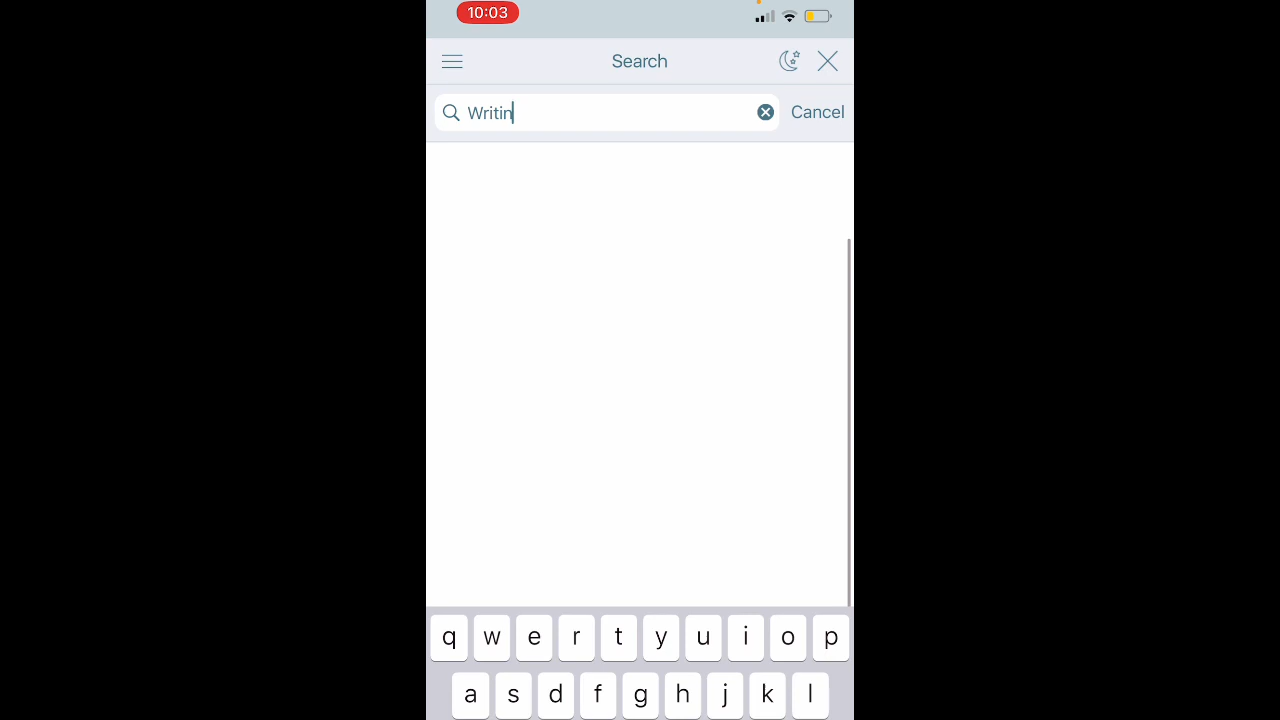 10:03
Search
Writin
Cancel
q w e r t y u i o p
a s d f g h j k l